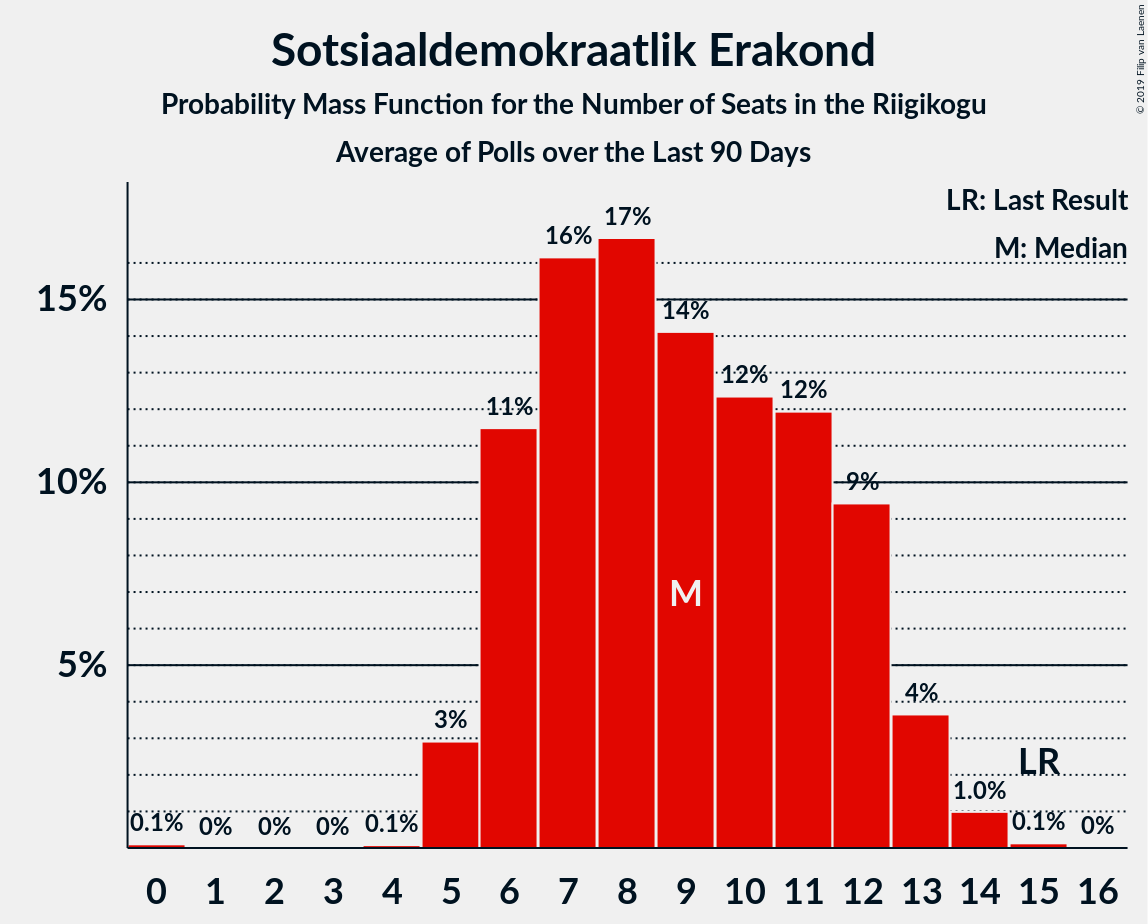 Sotsiaaldemokraatlik Erakond
Probability Mass Function for the Number of Seats in the Riigikogu
Average of Polls over the Last 90 Days
© 2019 Filip van Laenen
LR: Last Result
M: Median
15%
10%
5%
0.1%
0%
0%
0%
0.1%
3%
11%
16%
17%
14%
12%
12%
9%
4%
1.0%
0.1%
0%
M
LR
0 1 2 3 4 5 6 7 8 9 10 11 12 13 14 15 16